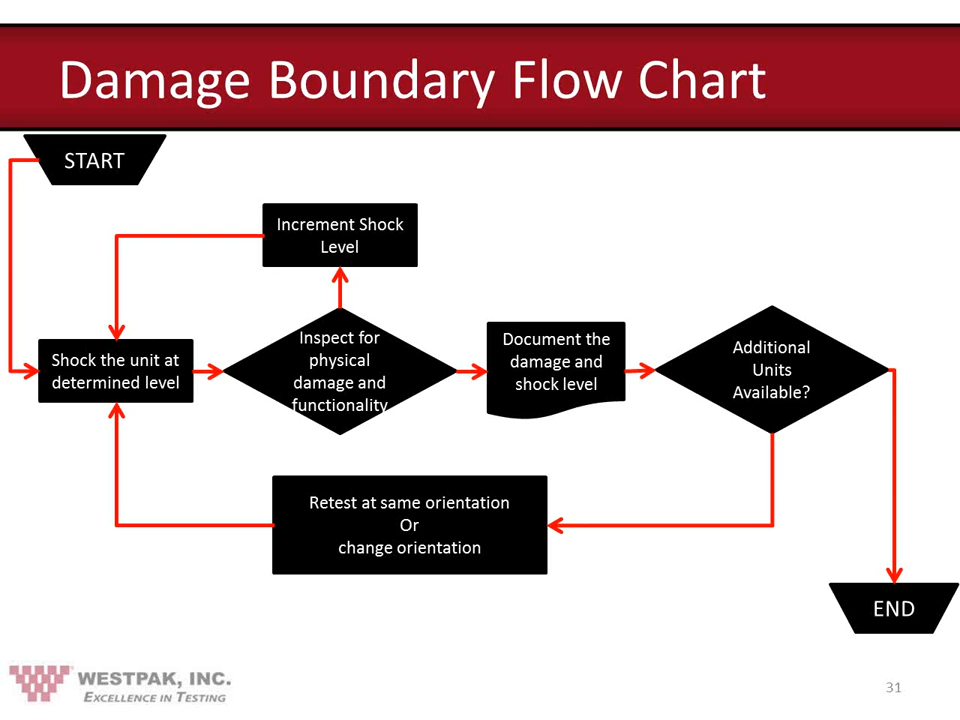 Damage Boundary Flow Chart
START
Increment Shock
Level
Shock the unit at
determined level
Inspect for
physical
damage and
functionality
Document the
damage and
shock level
Additional
Units
Available?
Retest at same orientation
Or
change orientation
END
WESTPAK, INC.
EXCELLENCE IN TESTING
31